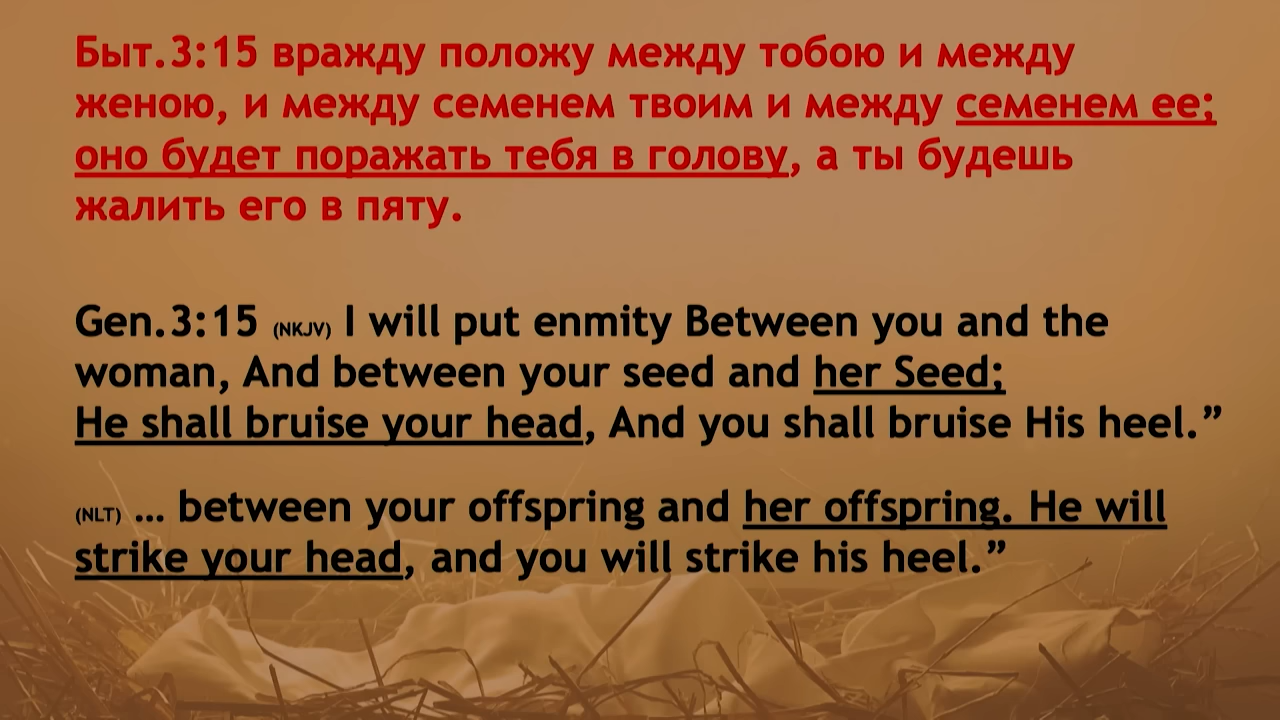 Быт.3:15 вражду положу между тобою и между
женою, и между семенем твоим и между семенем ее;
оно будет поражать тебя в голову, а ты будешь
жалить его в пяту.
Gen.3:15 (NKJV) I will put enmity Between you and the
woman, And between your seed and her Seed;
He shall bruise your head, And you shall bruise His heel.”
(NLT) … between your offspring and her offspring. He will
strike your head, and you will strike his heel.”